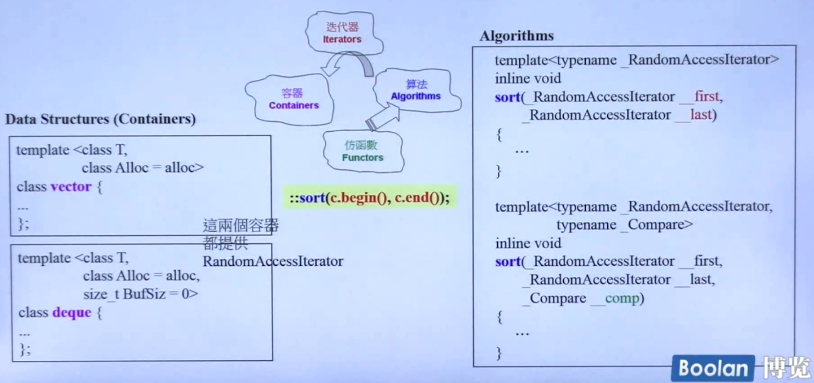 迭代器
Iterators
容器
Containers
算法
Algorithms
仿函數
Functors
Data Structures (Containers)
template <class T,
class Alloc = alloc>
class vector {
...
};
template <class T,
class Alloc = alloc,
size_t BufSiz = 0>
class deque {
...
};
這兩個容器
都提供
RandomAccessIterator
::sort(c.begin(), c.end());
Algorithms
template<typename _RandomAccessIterator>
inline void
sort(_RandomAccessIterator __first,
_RandomAccessIterator __last)
{
...
}
template<typename _RandomAccessIterator,
typename _Compare>
inline void
sort(_RandomAccessIterator __first,
_RandomAccessIterator __last,
_Compare __comp)
{
...
}
Boolan 博览